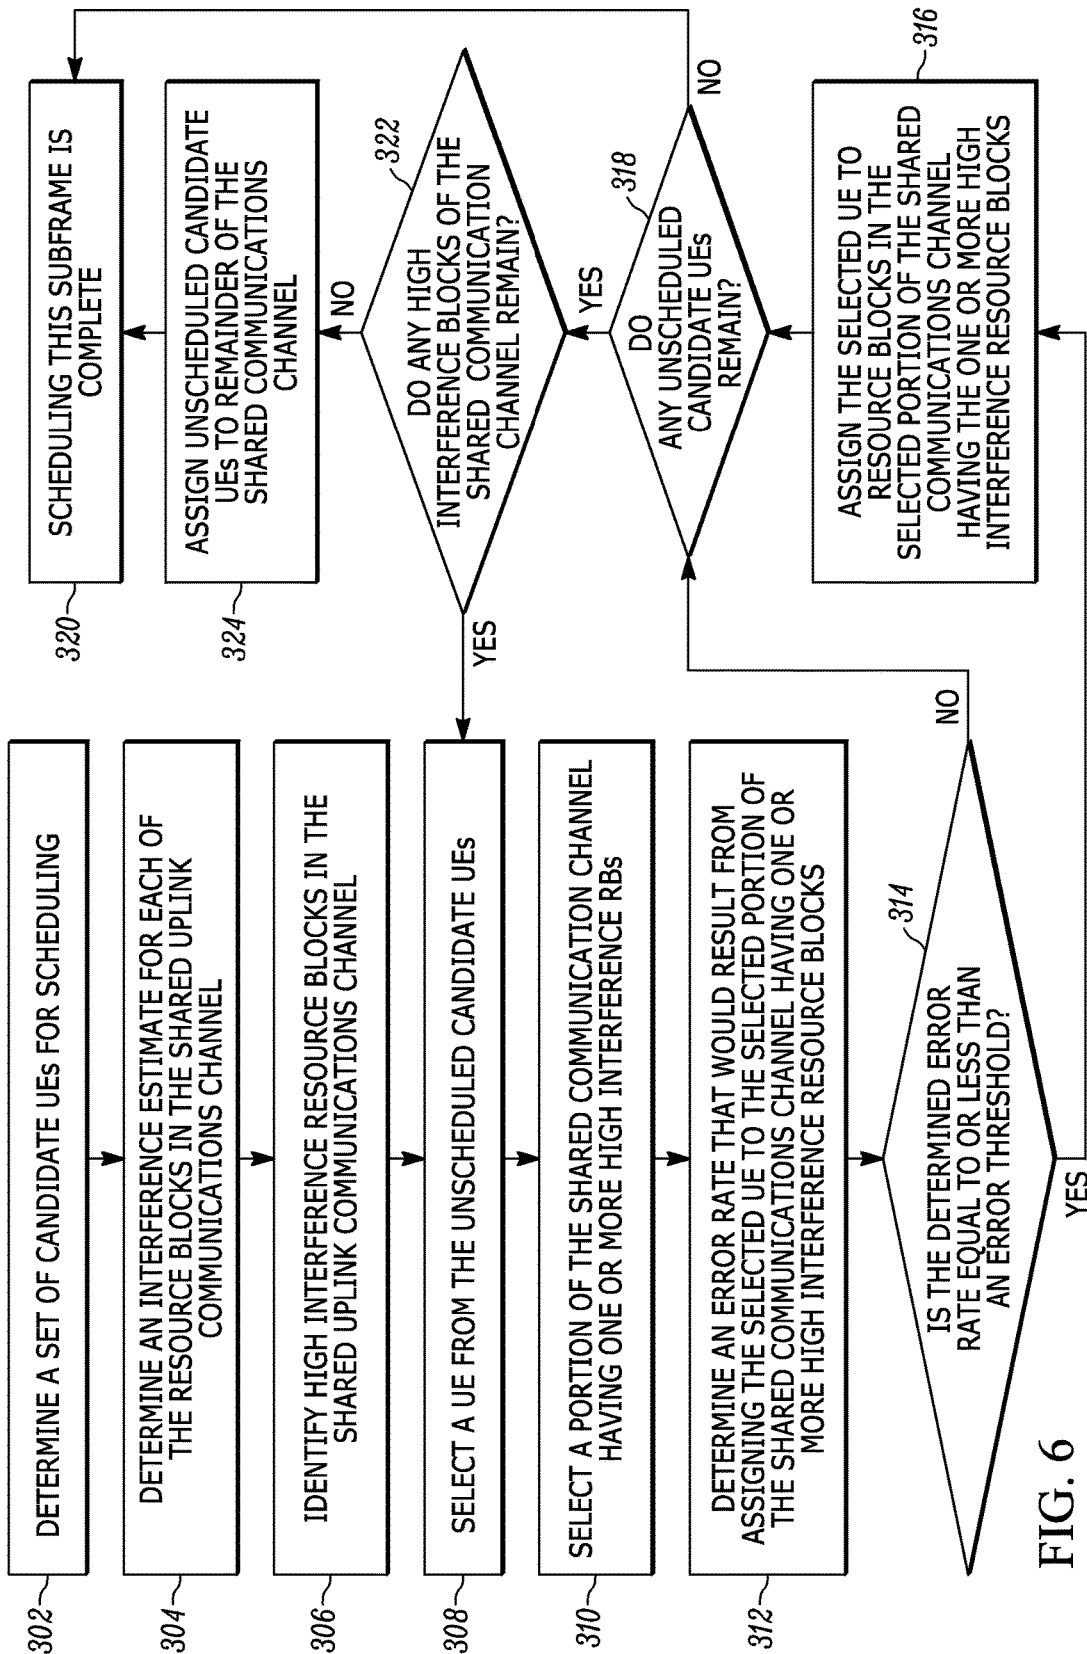 302
DETERMINE A SET OF CANDIDATE UEs FOR SCHEDULING
304
DETERMINE AN INTERFERENCE ESTIMATE FOR EACH OF
THE RESOURCE BLOCKS IN THE SHARED UPLINK
COMMUNICATIONS CHANNEL
306
IDENTIFY HIGH INTERFERENCE RESOURCE BLOCKS IN THE
SHARED UPLINK COMMUNICATIONS CHANNEL
308
SELECT A UE FROM THE UNSCHEDULED CANDIDATE UEs
310
SELECT A PORTION OF THE SHARED COMMUNICATION CHANNEL
HAVING ONE OR MORE HIGH INTERFERENCE RBs
312
DETERMINE AN ERROR RATE THAT WOULD RESULT FROM
ASSIGNING THE SELECTED UE TO THE SELECTED PORTION OF
THE SHARED COMMUNICATIONS CHANNEL HAVING ONE OR
MORE HIGH INTERFERENCE RESOURCE BLOCKS
314
IS THE DETERMINED ERROR
RATE EQUAL TO OR LESS THAN
AN ERROR THRESHOLD?
NO
YES
320
SCHEDULING THIS SUBFRAME IS
COMPLETE
324
ASSIGN UNSCHEDULED CANDIDATE
UEs TO REMAINDER OF THE
SHARED COMMUNICATIONS
CHANNEL
NO
322
DO ANY HIGH
INTERFERENCE BLOCKS OF THE
SHARED COMMUNICATION
CHANNEL REMAIN?
YES
YES
318
DO
ANY UNSCHEDULED
CANDIDATE UEs
REMAIN?
NO
316
ASSIGN THE SELECTED UE TO
RESOURCE BLOCKS IN THE
SELECTED PORTION OF THE SHARED
COMMUNICATIONS CHANNEL
HAVING THE ONE OR MORE HIGH
INTERFERENCE RESOURCE BLOCKS
FIG. 6